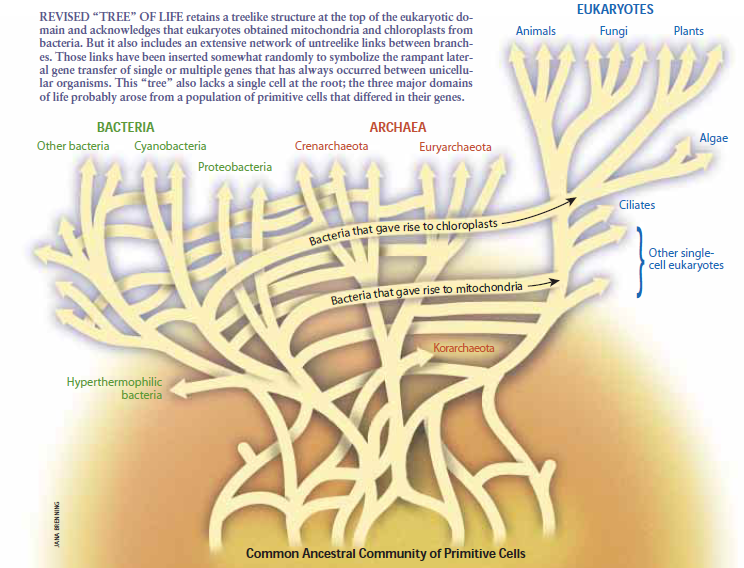 REVISED “TREE” OF LIFE retains a treelike structure at the top of the eukaryotic do-
main and acknowledges that eukaryotes obtained mitochondria and chloroplasts from
bacteria. But it also includes an extensive network of untreelike links between branch-
es. Those links have been inserted somewhat randomly to symbolize the rampant later-
al gene transfer of single or multiple genes that has always occurred between unicellu-
lar organisms. This “tree” also lacks a single cell at the root; the three major domains
of life probably arose from a population of primitive cells that differed in their genes.
EUKARYOTES
Animals
Fungi
Plants
BACTERIA
ARCHAEA
Other bacteria
Cyanobacteria
Crenarchaeota
Euryarchaeota
Algae
Proteobacteria
Ciliates
Bacteria that gave rise to chloroplasts
Other single-
cell eukaryotes
Bacteria that gave rise to mitochondria
Korarchaeota
Hyperthermophilic
bacteria
JANA BRENNING
Common Ancestral Community of Primitive Cells